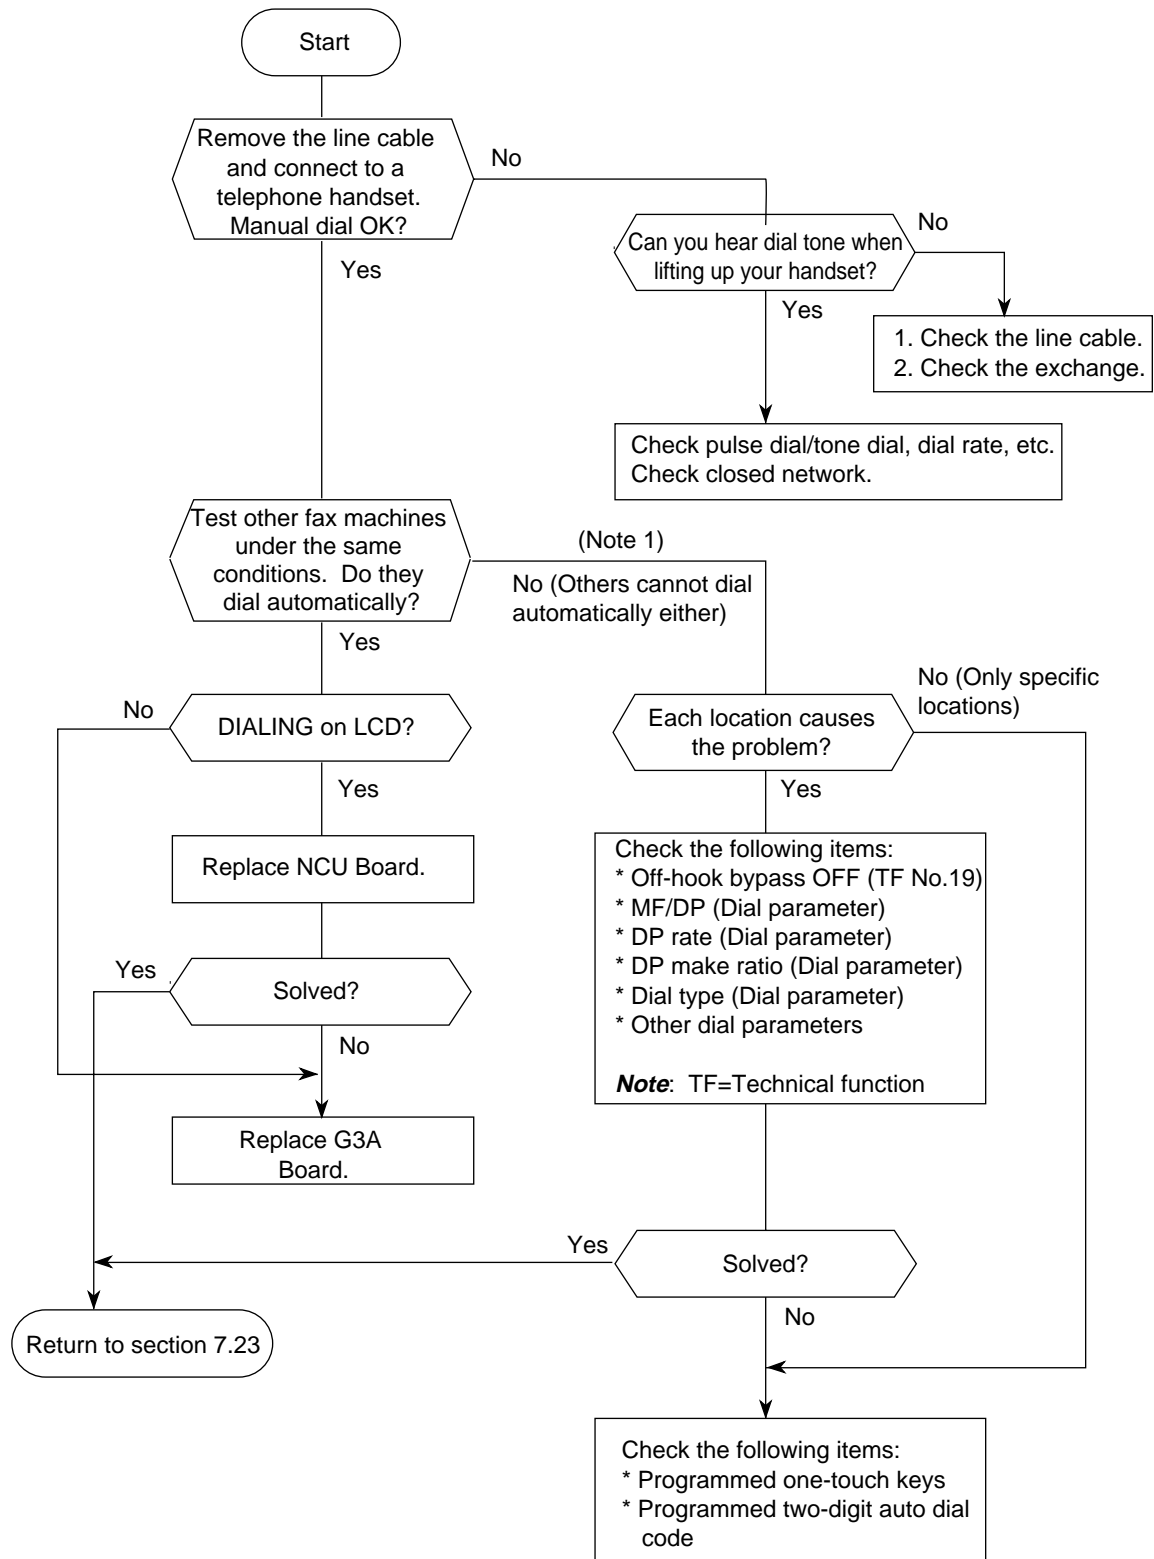 Start
Remove the line cable
and connect to a
telephone handset.
Manual dial OK?
No
Yes
Can you hear dial tone when
lifting up your handset?
No
Yes
1. Check the line cable.
2. Check the exchange.
Check pulse dial/tone dial, dial rate, etc.
Check closed network.
Test other fax machines
under the same
conditions.  Do they
dial automatically?
(Note 1)
No (Others cannot dial
automatically either)
Yes
No
DIALING on LCD?
Yes
Each location causes
the problem?
No (Only specific
locations)
Yes
Replace NCU Board.
Check the following items:
* Off-hook bypass OFF (TF No.19)
* MF/DP (Dial parameter)
* DP rate (Dial parameter)
* DP make ratio (Dial parameter)
* Dial type (Dial parameter)
* Other dial parameters
Note:  TF=Technical function
Yes
Solved?
No
Replace G3A
Board.
Yes
Solved?
No
Return to section 7.23
Check the following items:
* Programmed one-touch keys
* Programmed two-digit auto dial
code